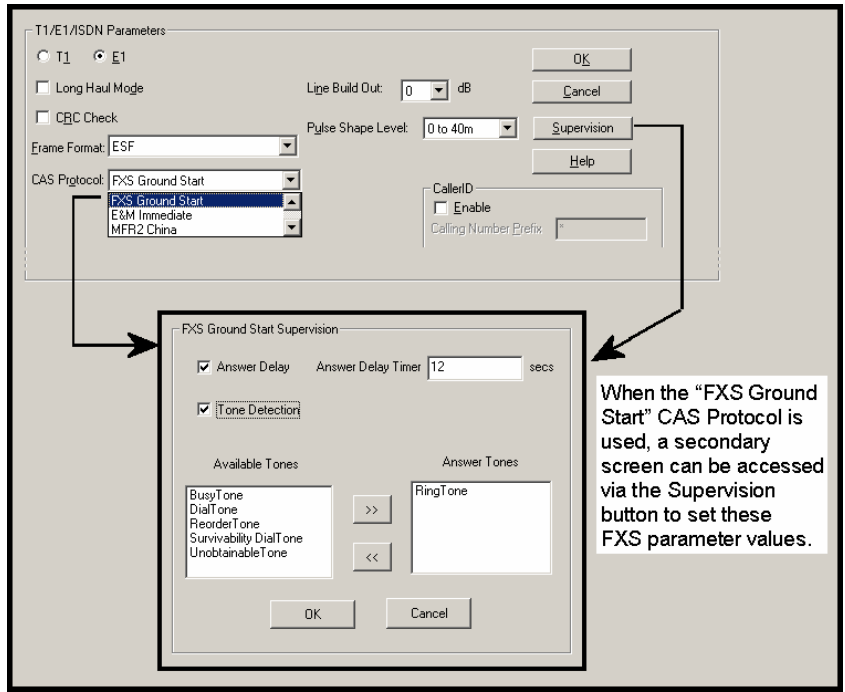 T1/E1/ISDN Parameters
T1 E1
Long Haul Mode
CRC Check
Frame Format: ESF
CAS Protocol: FXS Ground Start
FXS Ground Start
E&M Immediate
MFR2 China
Line Build Out: 0 dB
Pulse Shape Level: 0 to 40m
OK
Cancel
Supervision
Help
CallerID
Enable
Calling Number Prefix *
FXS Ground Start Supervision
Answer Delay Answer Delay Timer 12 secs
Tone Detection
Available Tones
BusyTone
DialTone
ReorderTone
Survivability DialTone
UnobtainableTone
>>
<<
Answer Tones
RingTone
OK Cancel
When the “FXS Ground
Start” CAS Protocol is
used, a secondary
screen can be accessed
via the Supervision
button to set these
FXS parameter values.